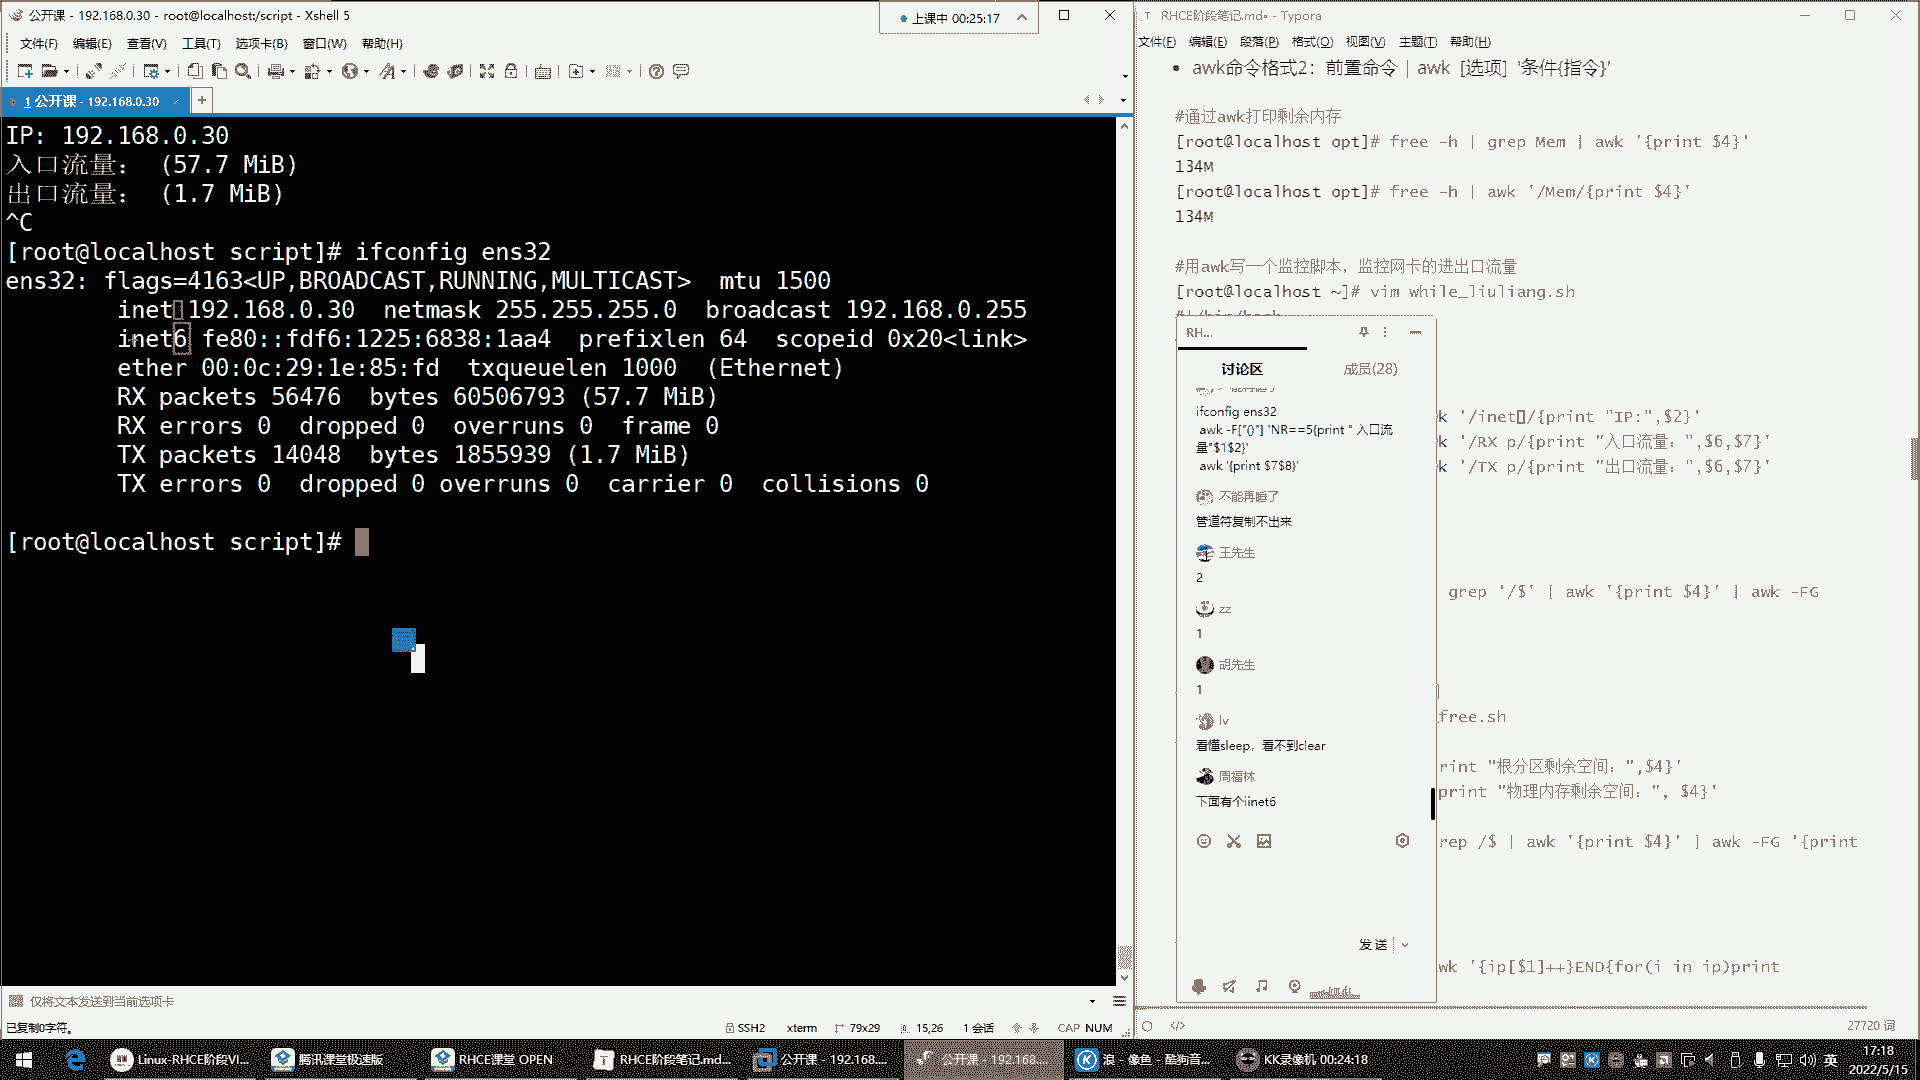 公开课 - 192.168.0.30 - root@localhost:/script - Xshell 5
上课中 00:25:17
文件(F) 编辑(E) 查看(V) 工具(T) 选项卡(B) 窗口(W) 帮助(H)
1 公开课 - 192.168.0.30 ×
IP: 192.168.0.30
入口流量： (57.7 MiB)
出口流量： (1.7 MiB)
^C
[root@localhost script]# ifconfig ens32
ens32: flags=4163<UP,BROADCAST,RUNNING,MULTICAST>  mtu 1500
inet 192.168.0.30  netmask 255.255.255.0  broadcast 192.168.0.255
inet6 fe80::fdf6:1225:6838:1aa4  prefixlen 64  scopeid 0x20<link>
ether 00:0c:29:1e:85:fd  txqueuelen 1000  (Ethernet)
RX packets 56476  bytes 60506793 (57.7 MiB)
RX errors 0  dropped 0  overruns 0  frame 0
TX packets 14048  bytes 1855939 (1.7 MiB)
TX errors 0  dropped 0 overruns 0  carrier 0  collisions 0
[root@localhost script]#
仅将文本发送到当前选项卡
已复制0字符。 SSH2 xterm 79x29 15,26 1 会话 CAP NUM
RHCE阶段笔记.md• - Typora
文件(F) 编辑(E) 段落(P) 格式(O) 视图(V) 主题(T) 帮助(H)
• awk命令格式2：前置命令 | awk [选项] '条件{指令}'
#通过awk打印剩余内存
[root@localhost opt]# free -h | grep Mem | awk '{print $4}'
134M
[root@localhost opt]# free -h | awk '/Mem/{print $4}'
134M
#用awk写一个监控脚本，监控网卡的进出口流量
[root@localhost ~]# vim while_liuliang.sh
k '/inet /{print "IP:",$2}'
k '/RX p/{print "入口流量：",$6,$7}'
k '/TX p/{print "出口流量：",$6,$7}'
grep '/$' | awk '{print $4}' | awk -FG
free.sh
rint "根分区剩余空间：",$4}'
print "物理内存剩余空间：", $4}'
rep /$ | awk '{print $4}' | awk -FG '{print
wk '{ip[$1]++}END{for(i in ip)print
27720 词
RH...
讨论区 成员(28)
ifconfig ens32
awk -F["()"] 'NR==5{print " 入口流
量"$1$2}'
awk '{print $7$8}'
不能再睡了
管道符复制不出来
王先生
2
zz
1
胡先生
1
lv
看懂sleep，看不到clear
周福林
下面有个iinet6
发送
Linux-RHCE阶段VI... 腾讯课堂极速版 RHCE课堂 OPEN RHCE阶段笔记.md... 公开课 - 192.168.... 公开课 - 192.168.... 浪 - 像鱼 - 酷狗音... KK录像机 00:24:18 英 17:18
2022/5/15